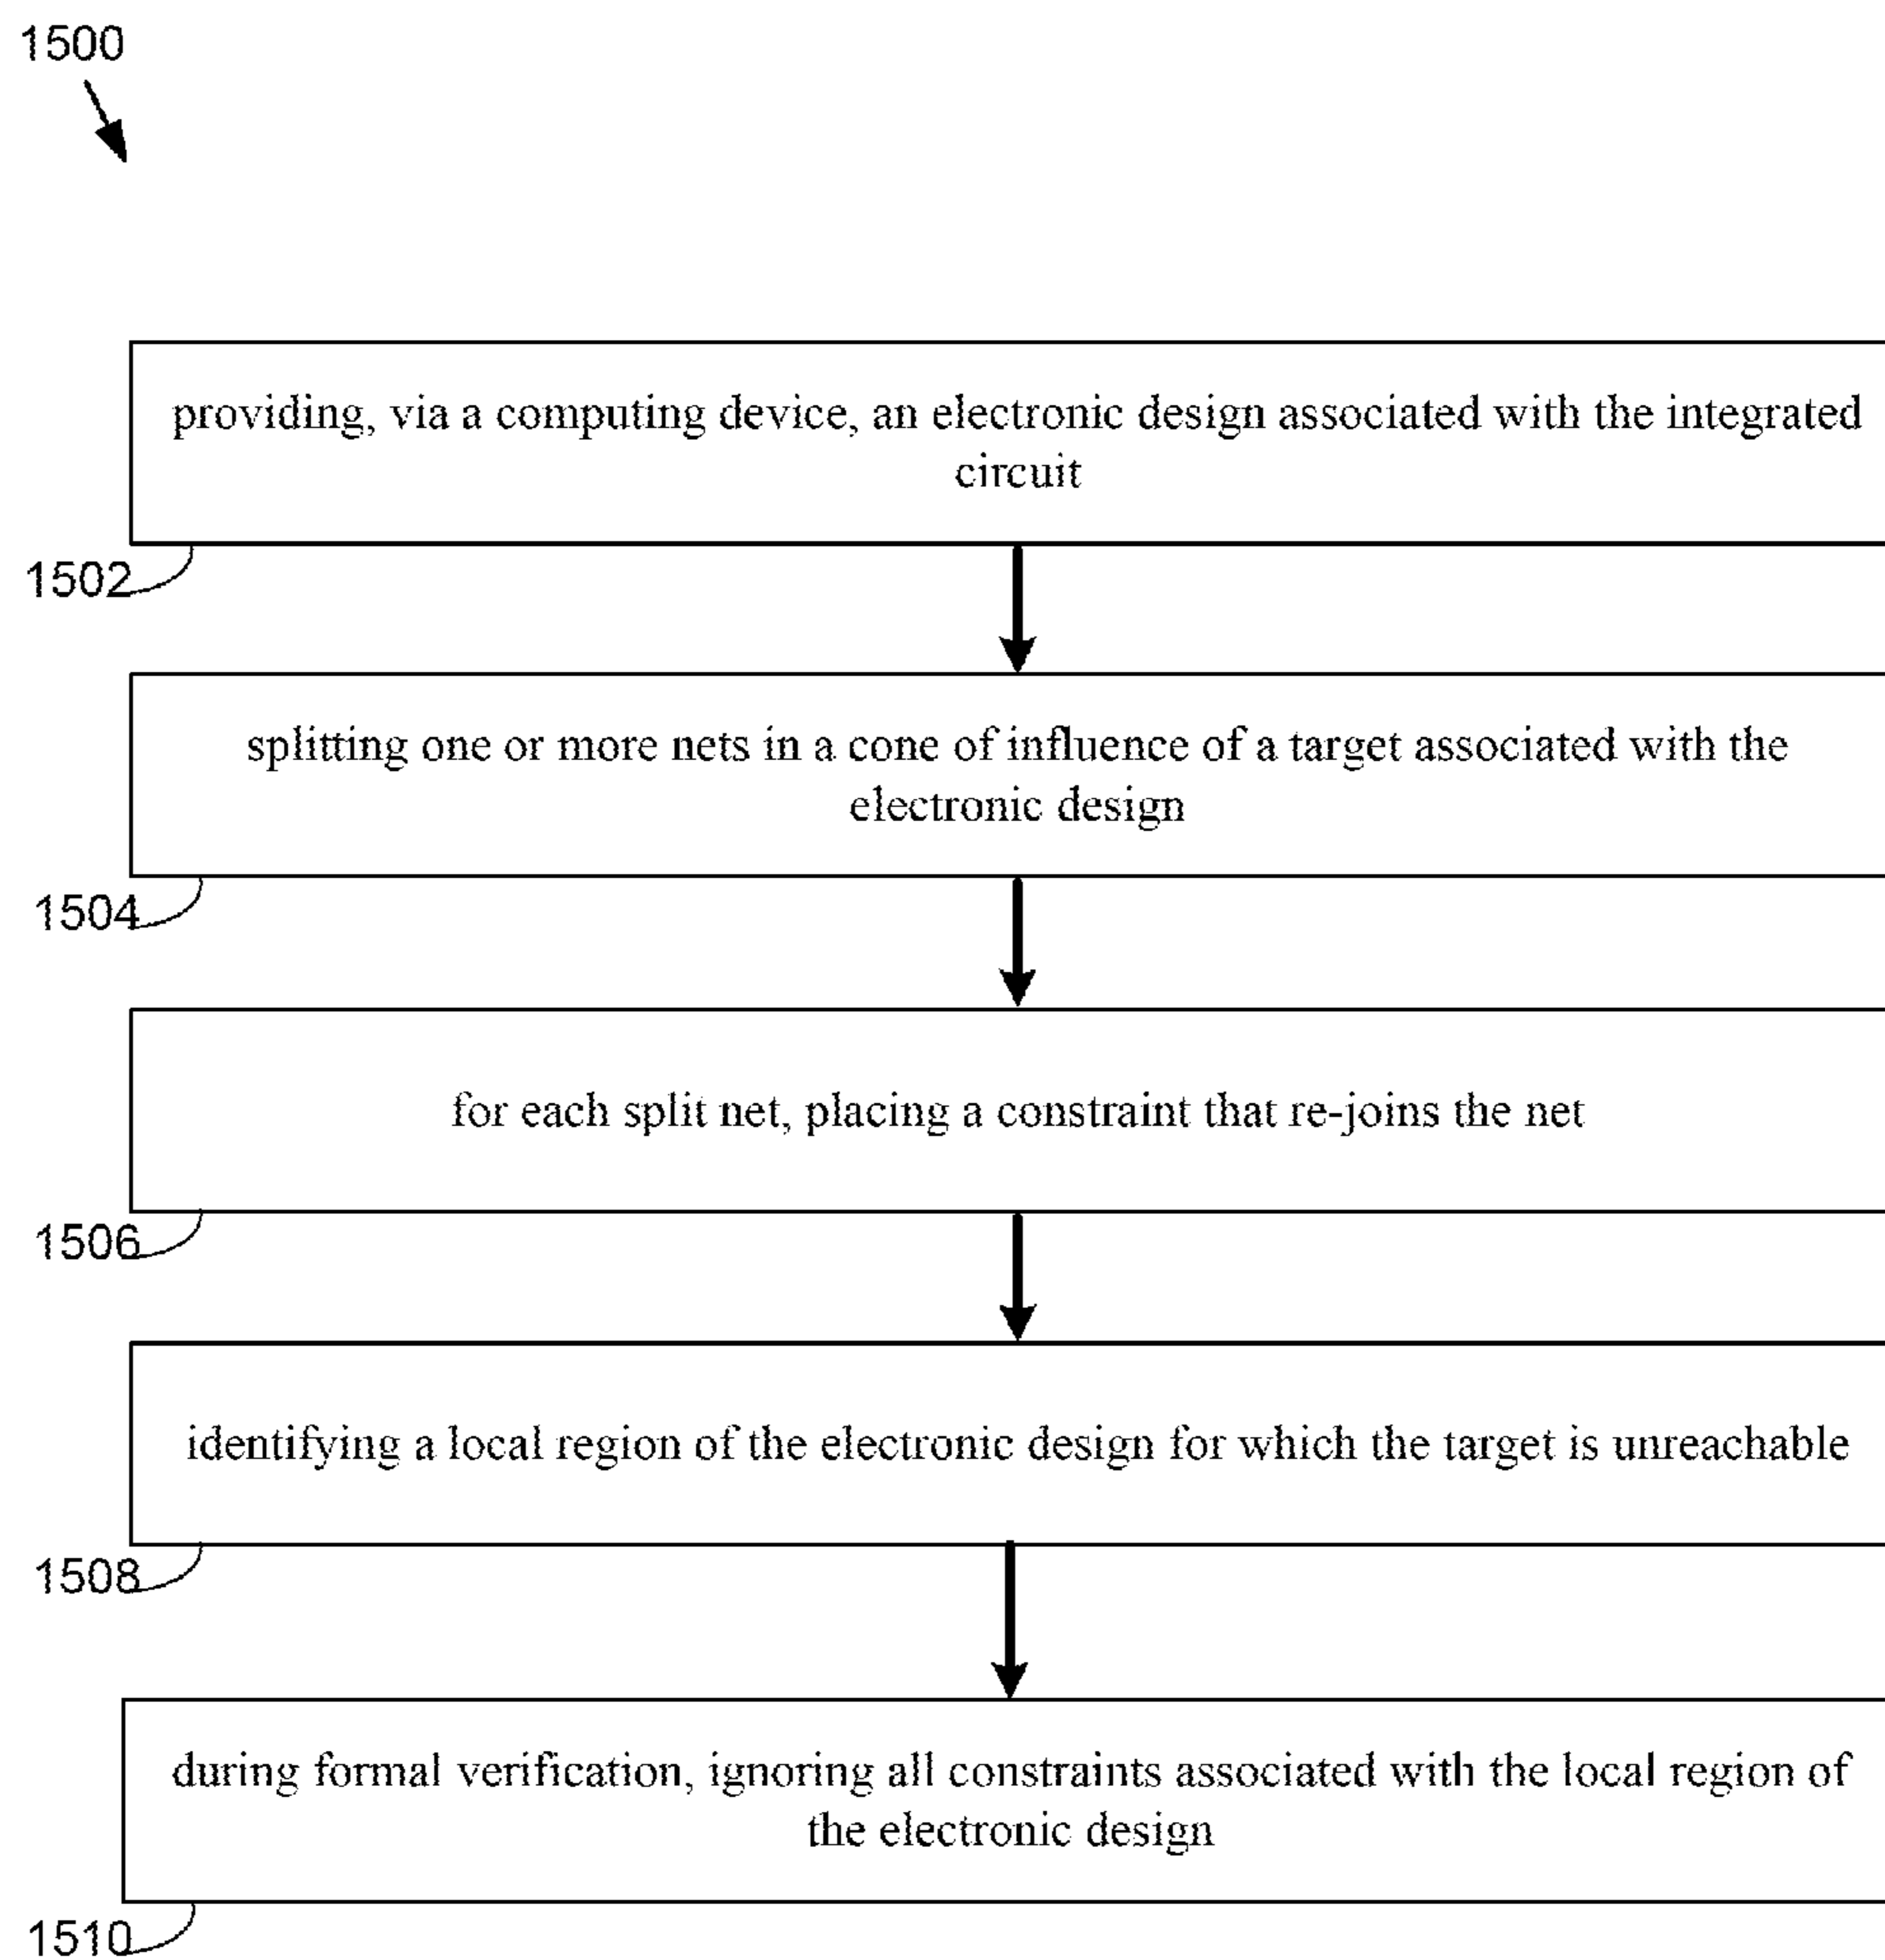 1500
providing, via a computing device, an electronic design associated with the integrated
circuit
1502
splitting one or more nets in a cone of influence of a target associated with the
electronic design
1504
for each split net, placing a constraint that re-joins the net
1506
identifying a local region of the electronic design for which the target is unreachable
1508
during formal verification, ignoring all constraints associated with the local region of
the electronic design
1510